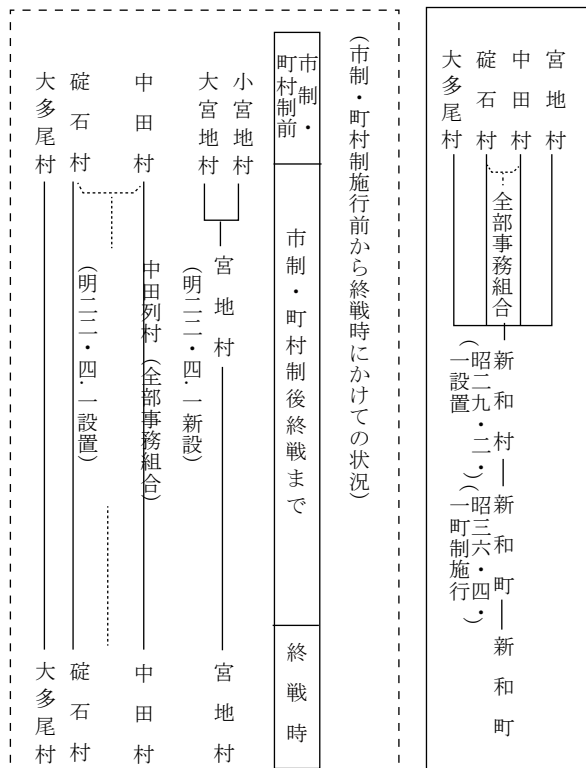 宮地村
中田村
碇石村
大多尾村
全部事務組合
新和村
(昭二九・二・一設置)
新和町
(昭三六・四・一町制施行)
新和町
(市制・町村制施行前から終戦時にかけての状況)
市制・町村制前
市制・町村制後終戦まで
終戦時
小宮地村
大宮地村
宮地村
(明二二・四・一新設)
宮地村
中田村
中田列村(全部事務組合)
(明二二・四・一設置)
中田村
碇石村
碇石村
大多尾村
大多尾村